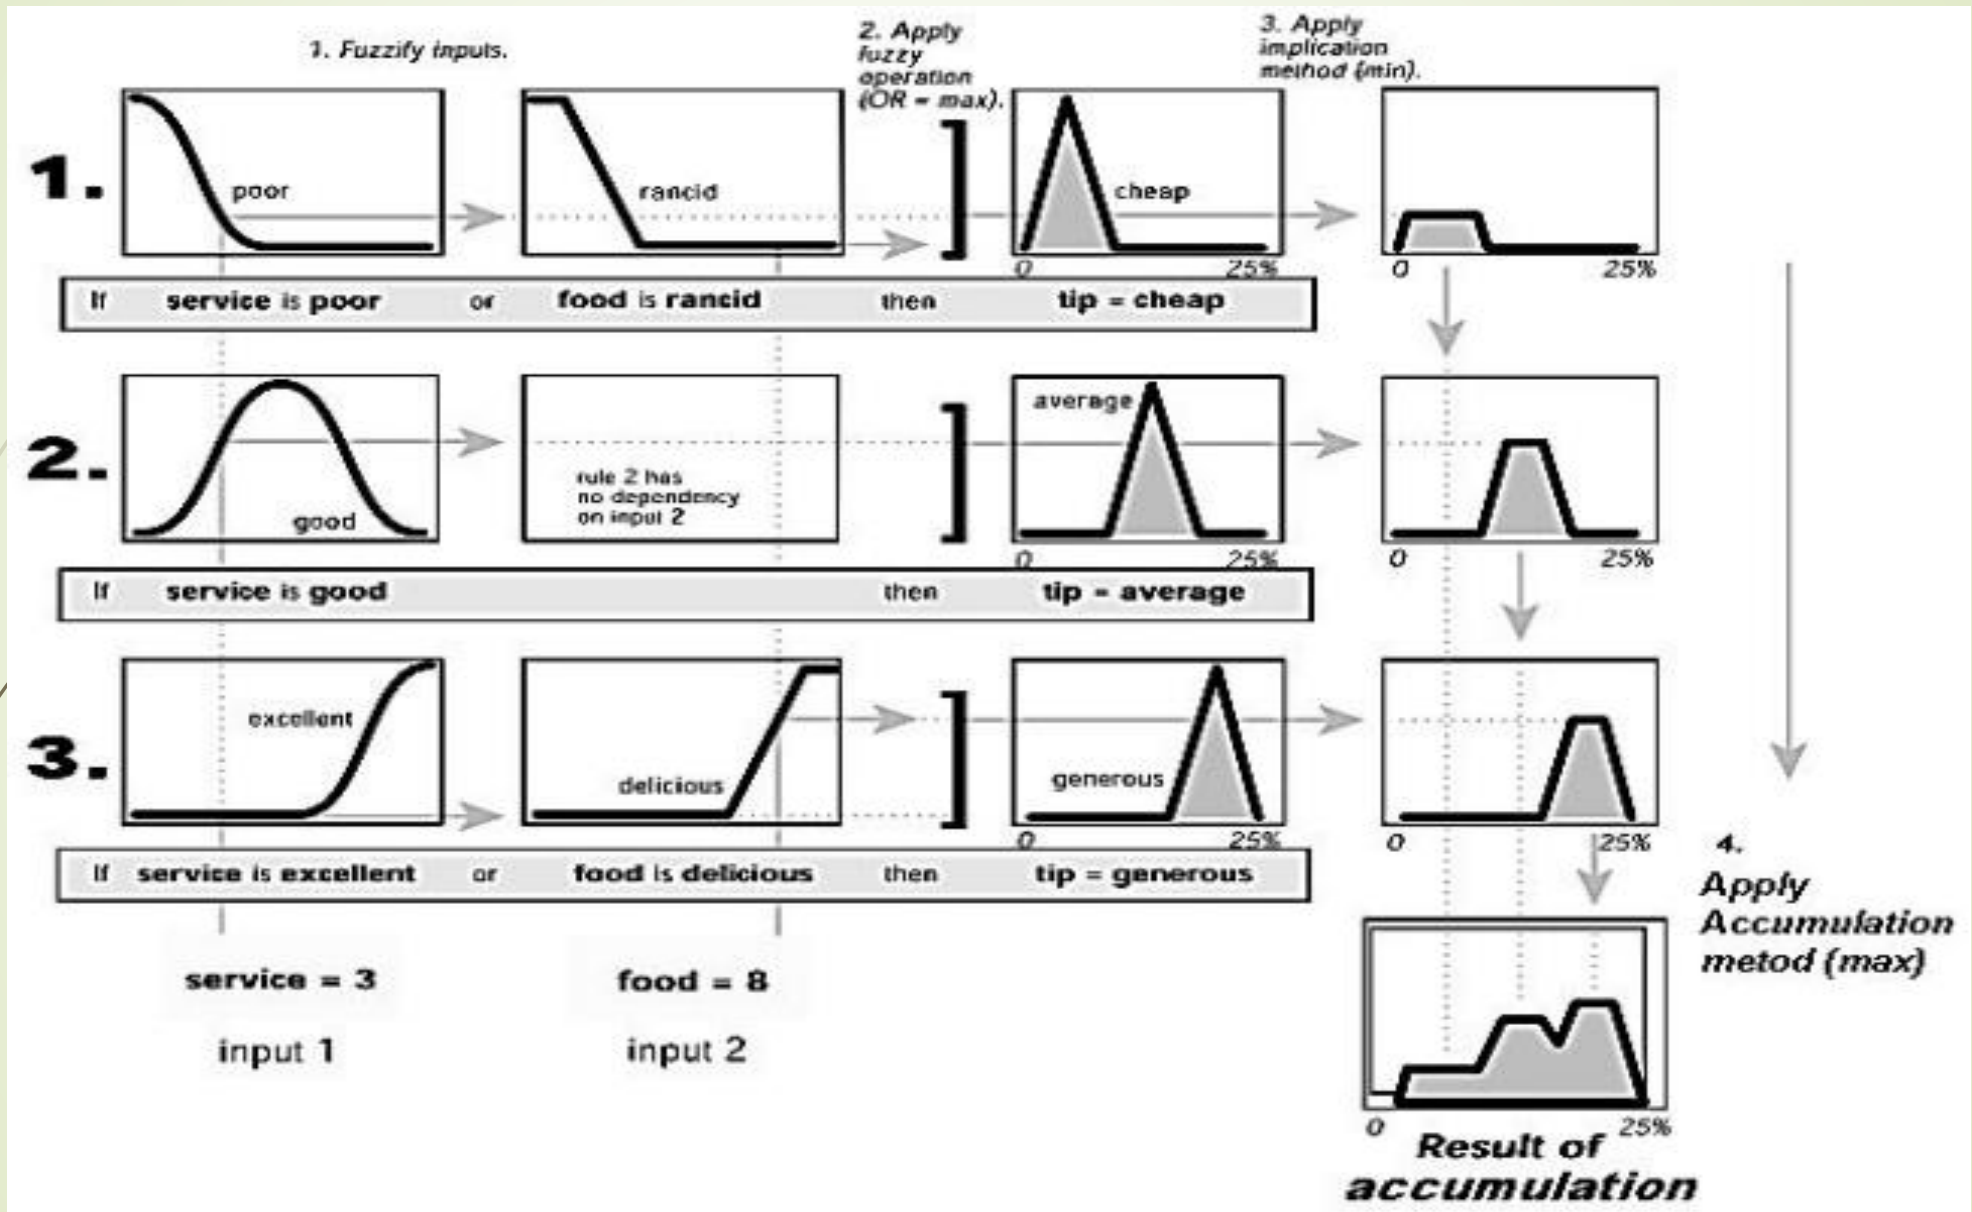 1. Fuzzify inputs.
2. Apply
fuzzy
operation
(OR = max).
3. Apply
implication
method (min).
1.
poor
rancid
cheap
0
25%
0
25%
If service is poor or food is rancid then tip = cheap
2.
good
rule 2 has
no dependency
on input 2
average
0
25%
0
25%
If service is good then tip = average
3.
excellent
delicious
generous
0
25%
0
25%
If service is excellent or food is delicious then tip = generous
service = 3
input 1
food = 8
input 2
4.
Apply
Accumulation
metod (max)
0
25%
Result of
accumulation